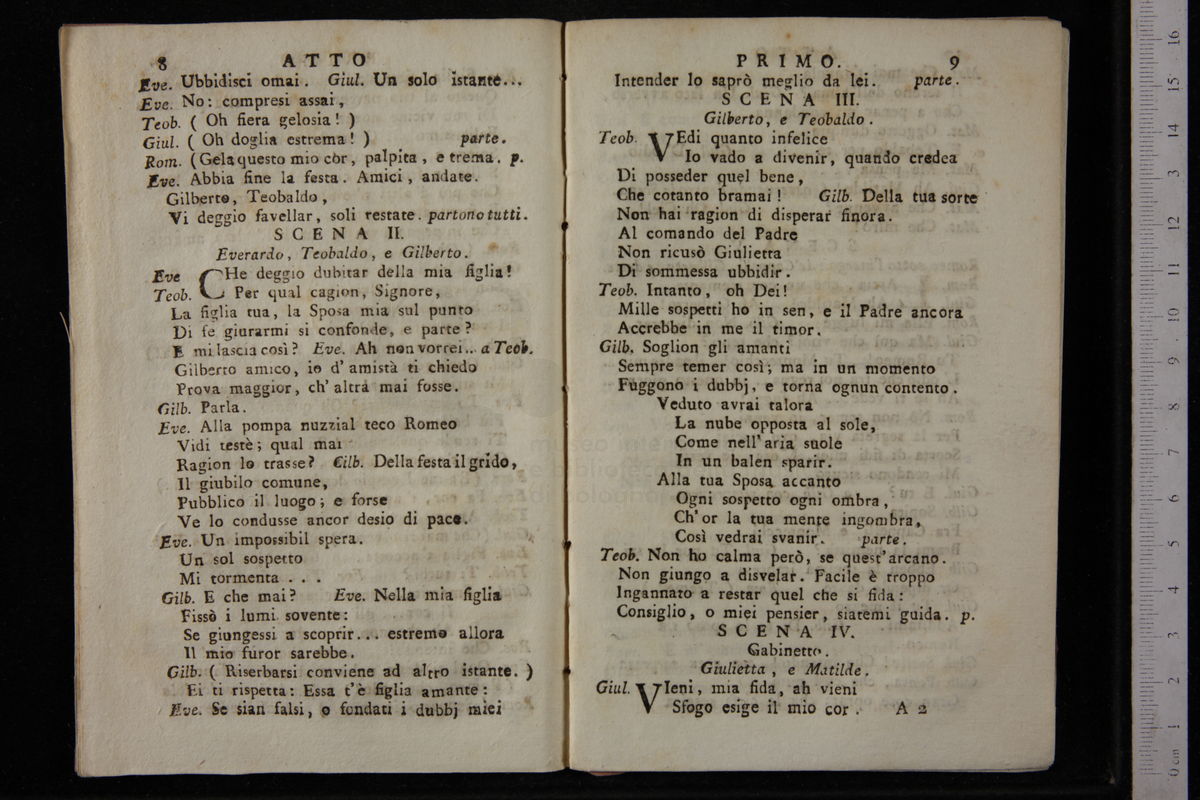 8 ATTO
Eve. Ubbidisci omai. Giul. Un solo istante...
Eve. No: compresi assai,
Teob. ( Oh fiera gelosia! )
Giul. ( Oh doglia estrema! ) parte.
Rom. (Gela questo mio còr, palpita, e trema. p.
Eve. Abbia fine la festa. Amici, andate.
Gilberto, Teobaldo,
Vi deggio favellar, soli restate. partono tutti.
SCENA II.
Everardo, Teobaldo, e Gilberto.
Eve CHe deggio dubitar della mia figlia!
Teob. Per qual cagion, Signore,
La figlia tua, la Sposa mia sul punto
Di fe giurarmi si confonde, e parte?
E mi lascia così? Eve. Ah non vorrei... a Teob.
Gilberto amico, io d'amistà ti chiedo
Prova maggior, ch'altra mai fosse.
Gilb. Parla.
Eve. Alla pompa nuzzial teco Romeo
Vidi testè; qual mai
Ragion lo trasse? Gilb. Della festa il grido,
Il giubilo comune,
Pubblico il luogo; e forse
Ve lo condusse ancor desio di pace.
Eve. Un impossibil spera.
Un sol sospetto
Mi tormenta . . .
Gilb. E che mai? Eve. Nella mia figlia
Fissò i lumi sovente:
Se giungessi a scoprir... estremo allora
Il mio furor sarebbe.
Gilb. ( Riserbarsi conviene ad altro istante. )
Ei ti rispetta: Essa t'è figlia amante:
Eve. Se sian falsi, o fondati i dubbj miei
PRIMO. 9
Intender lo saprò meglio da lei. parte.
SCENA III.
Gilberto, e Teobaldo.
Teob. VEdi quanto infelice
Io vado a divenir, quando credea
Di posseder quel bene,
Che cotanto bramai! Gilb. Della tua sorte
Non hai ragion di disperar finora.
Al comando del Padre
Non ricusò Giulietta
Di sommessa ubbidir.
Teob. Intanto, oh Dei!
Mille sospetti ho in sen, e il Padre ancora
Accrebbe in me il timor.
Gilb. Soglion gli amanti
Sempre temer così; ma in un momento
Fuggono i dubbj, e torna ognun contento.
Veduto avrai talora
La nube opposta al sole,
Come nell'aria suole
In un balen sparir.
Alla tua Sposa accanto
Ogni sospetto ogni ombra,
Ch'or la tua mente ingombra,
Così vedrai svanir. parte.
Teob. Non ho calma però, se quest'arcano.
Non giungo a disvelar. Facile è troppo
Ingannato a restar quel che si fida:
Consiglio, o miei pensier, siatemi guida. p.
SCENA IV.
Gabinetto.
Giulietta, e Matilde.
Giul. VIeni, mia fida, ah vieni
Sfogo esige il mio cor. A 2